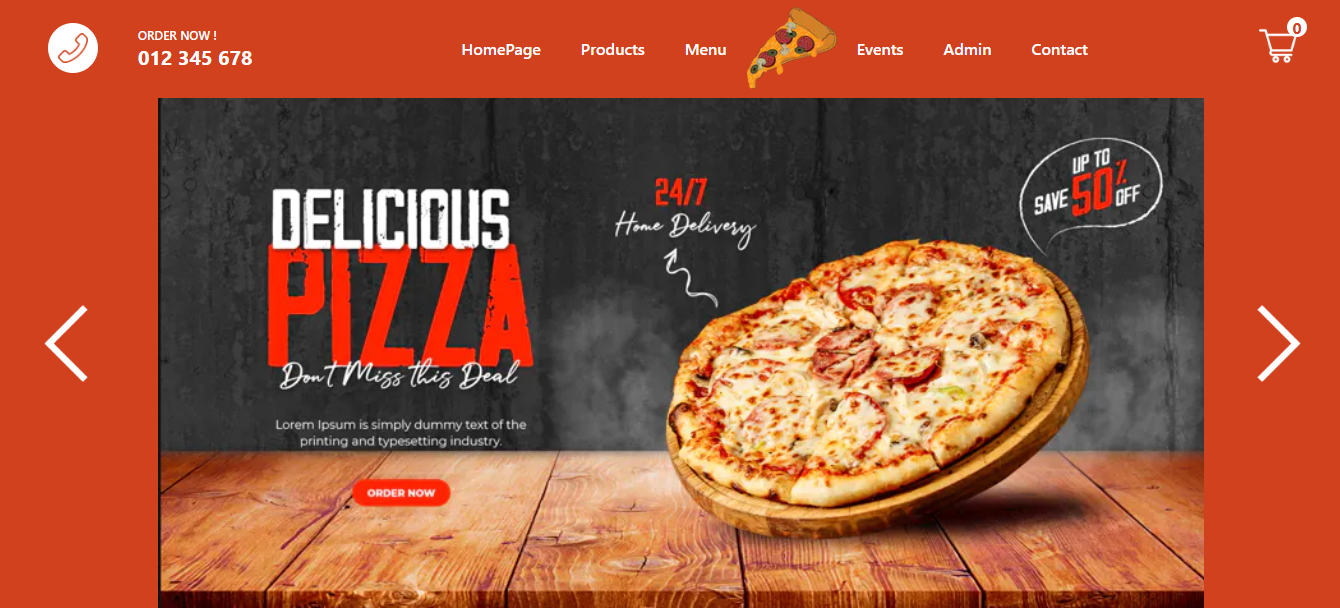 ORDER NOW !
012 345 678
HomePage Products Menu Events Admin Contact
0
DELICIOUS
PIZZA
Don't Miss this Deal
Lorem Ipsum is simply dummy text of the
printing and typesetting industry.
ORDER NOW
24/7
Home Delivery
UP TO
SAVE 50% OFF